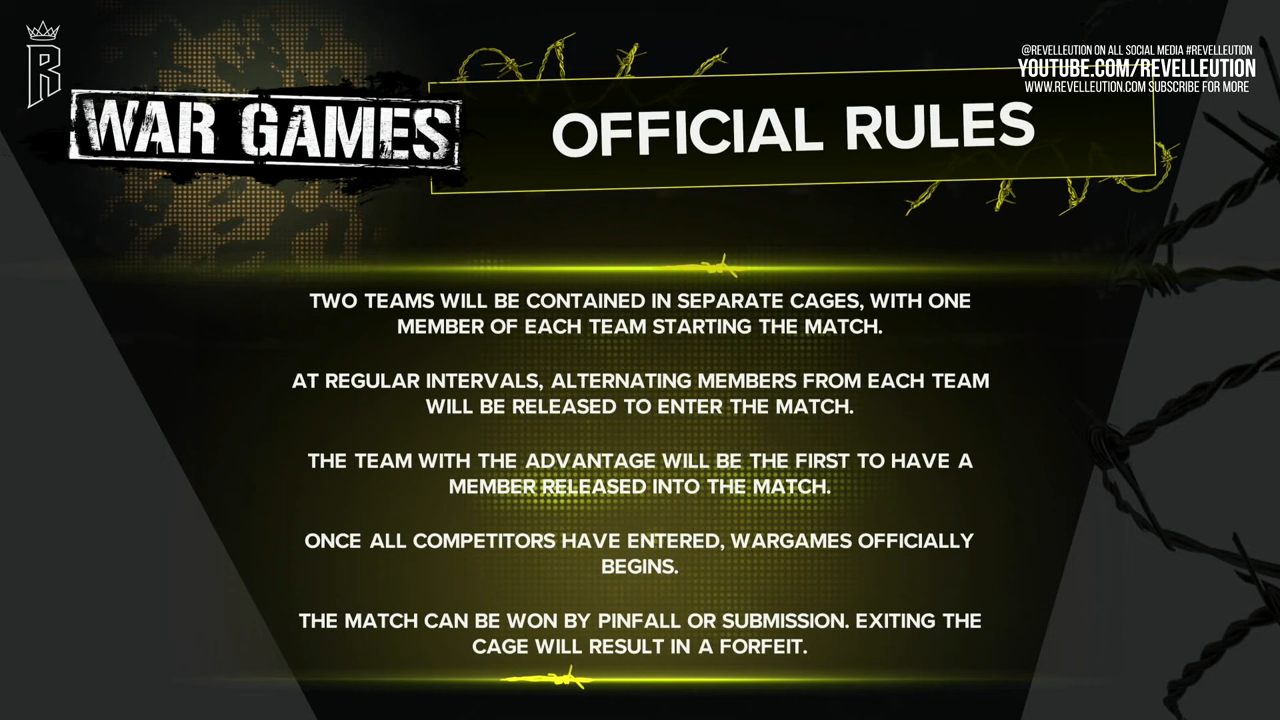 R
@REVELLEUTION ON ALL SOCIAL MEDIA #REVELLEUTION
YOUTUBE.COM/REVELLEUTION
WWW.REVELLEUTION.COM SUBSCRIBE FOR MORE
WAR GAMES
OFFICIAL RULES
TWO TEAMS WILL BE CONTAINED IN SEPARATE CAGES, WITH ONE
MEMBER OF EACH TEAM STARTING THE MATCH.
AT REGULAR INTERVALS, ALTERNATING MEMBERS FROM EACH TEAM
WILL BE RELEASED TO ENTER THE MATCH.
THE TEAM WITH THE ADVANTAGE WILL BE THE FIRST TO HAVE A
MEMBER RELEASED INTO THE MATCH.
ONCE ALL COMPETITORS HAVE ENTERED, WARGAMES OFFICIALLY
BEGINS.
THE MATCH CAN BE WON BY PINFALL OR SUBMISSION. EXITING THE
CAGE WILL RESULT IN A FORFEIT.